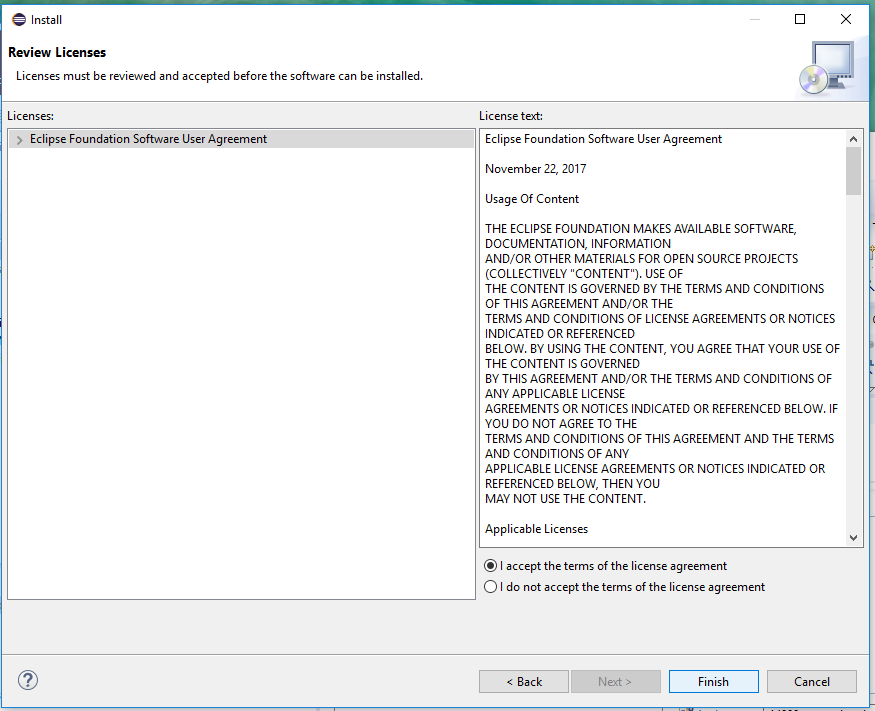 Install
Review Licenses
Licenses must be reviewed and accepted before the software can be installed.
Licenses:
Eclipse Foundation Software User Agreement
License text:
Eclipse Foundation Software User Agreement
November 22, 2017
Usage Of Content
THE ECLIPSE FOUNDATION MAKES AVAILABLE SOFTWARE,
DOCUMENTATION, INFORMATION
AND/OR OTHER MATERIALS FOR OPEN SOURCE PROJECTS
(COLLECTIVELY "CONTENT"). USE OF
THE CONTENT IS GOVERNED BY THE TERMS AND CONDITIONS
OF THIS AGREEMENT AND/OR THE
TERMS AND CONDITIONS OF LICENSE AGREEMENTS OR NOTICES
INDICATED OR REFERENCED
BELOW. BY USING THE CONTENT, YOU AGREE THAT YOUR USE OF
THE CONTENT IS GOVERNED
BY THIS AGREEMENT AND/OR THE TERMS AND CONDITIONS OF
ANY APPLICABLE LICENSE
AGREEMENTS OR NOTICES INDICATED OR REFERENCED BELOW. IF
YOU DO NOT AGREE TO THE
TERMS AND CONDITIONS OF THIS AGREEMENT AND THE TERMS
AND CONDITIONS OF ANY
APPLICABLE LICENSE AGREEMENTS OR NOTICES INDICATED OR
REFERENCED BELOW, THEN YOU
MAY NOT USE THE CONTENT.
Applicable Licenses
I accept the terms of the license agreement
I do not accept the terms of the license agreement
?
< Back
Next >
Finish
Cancel